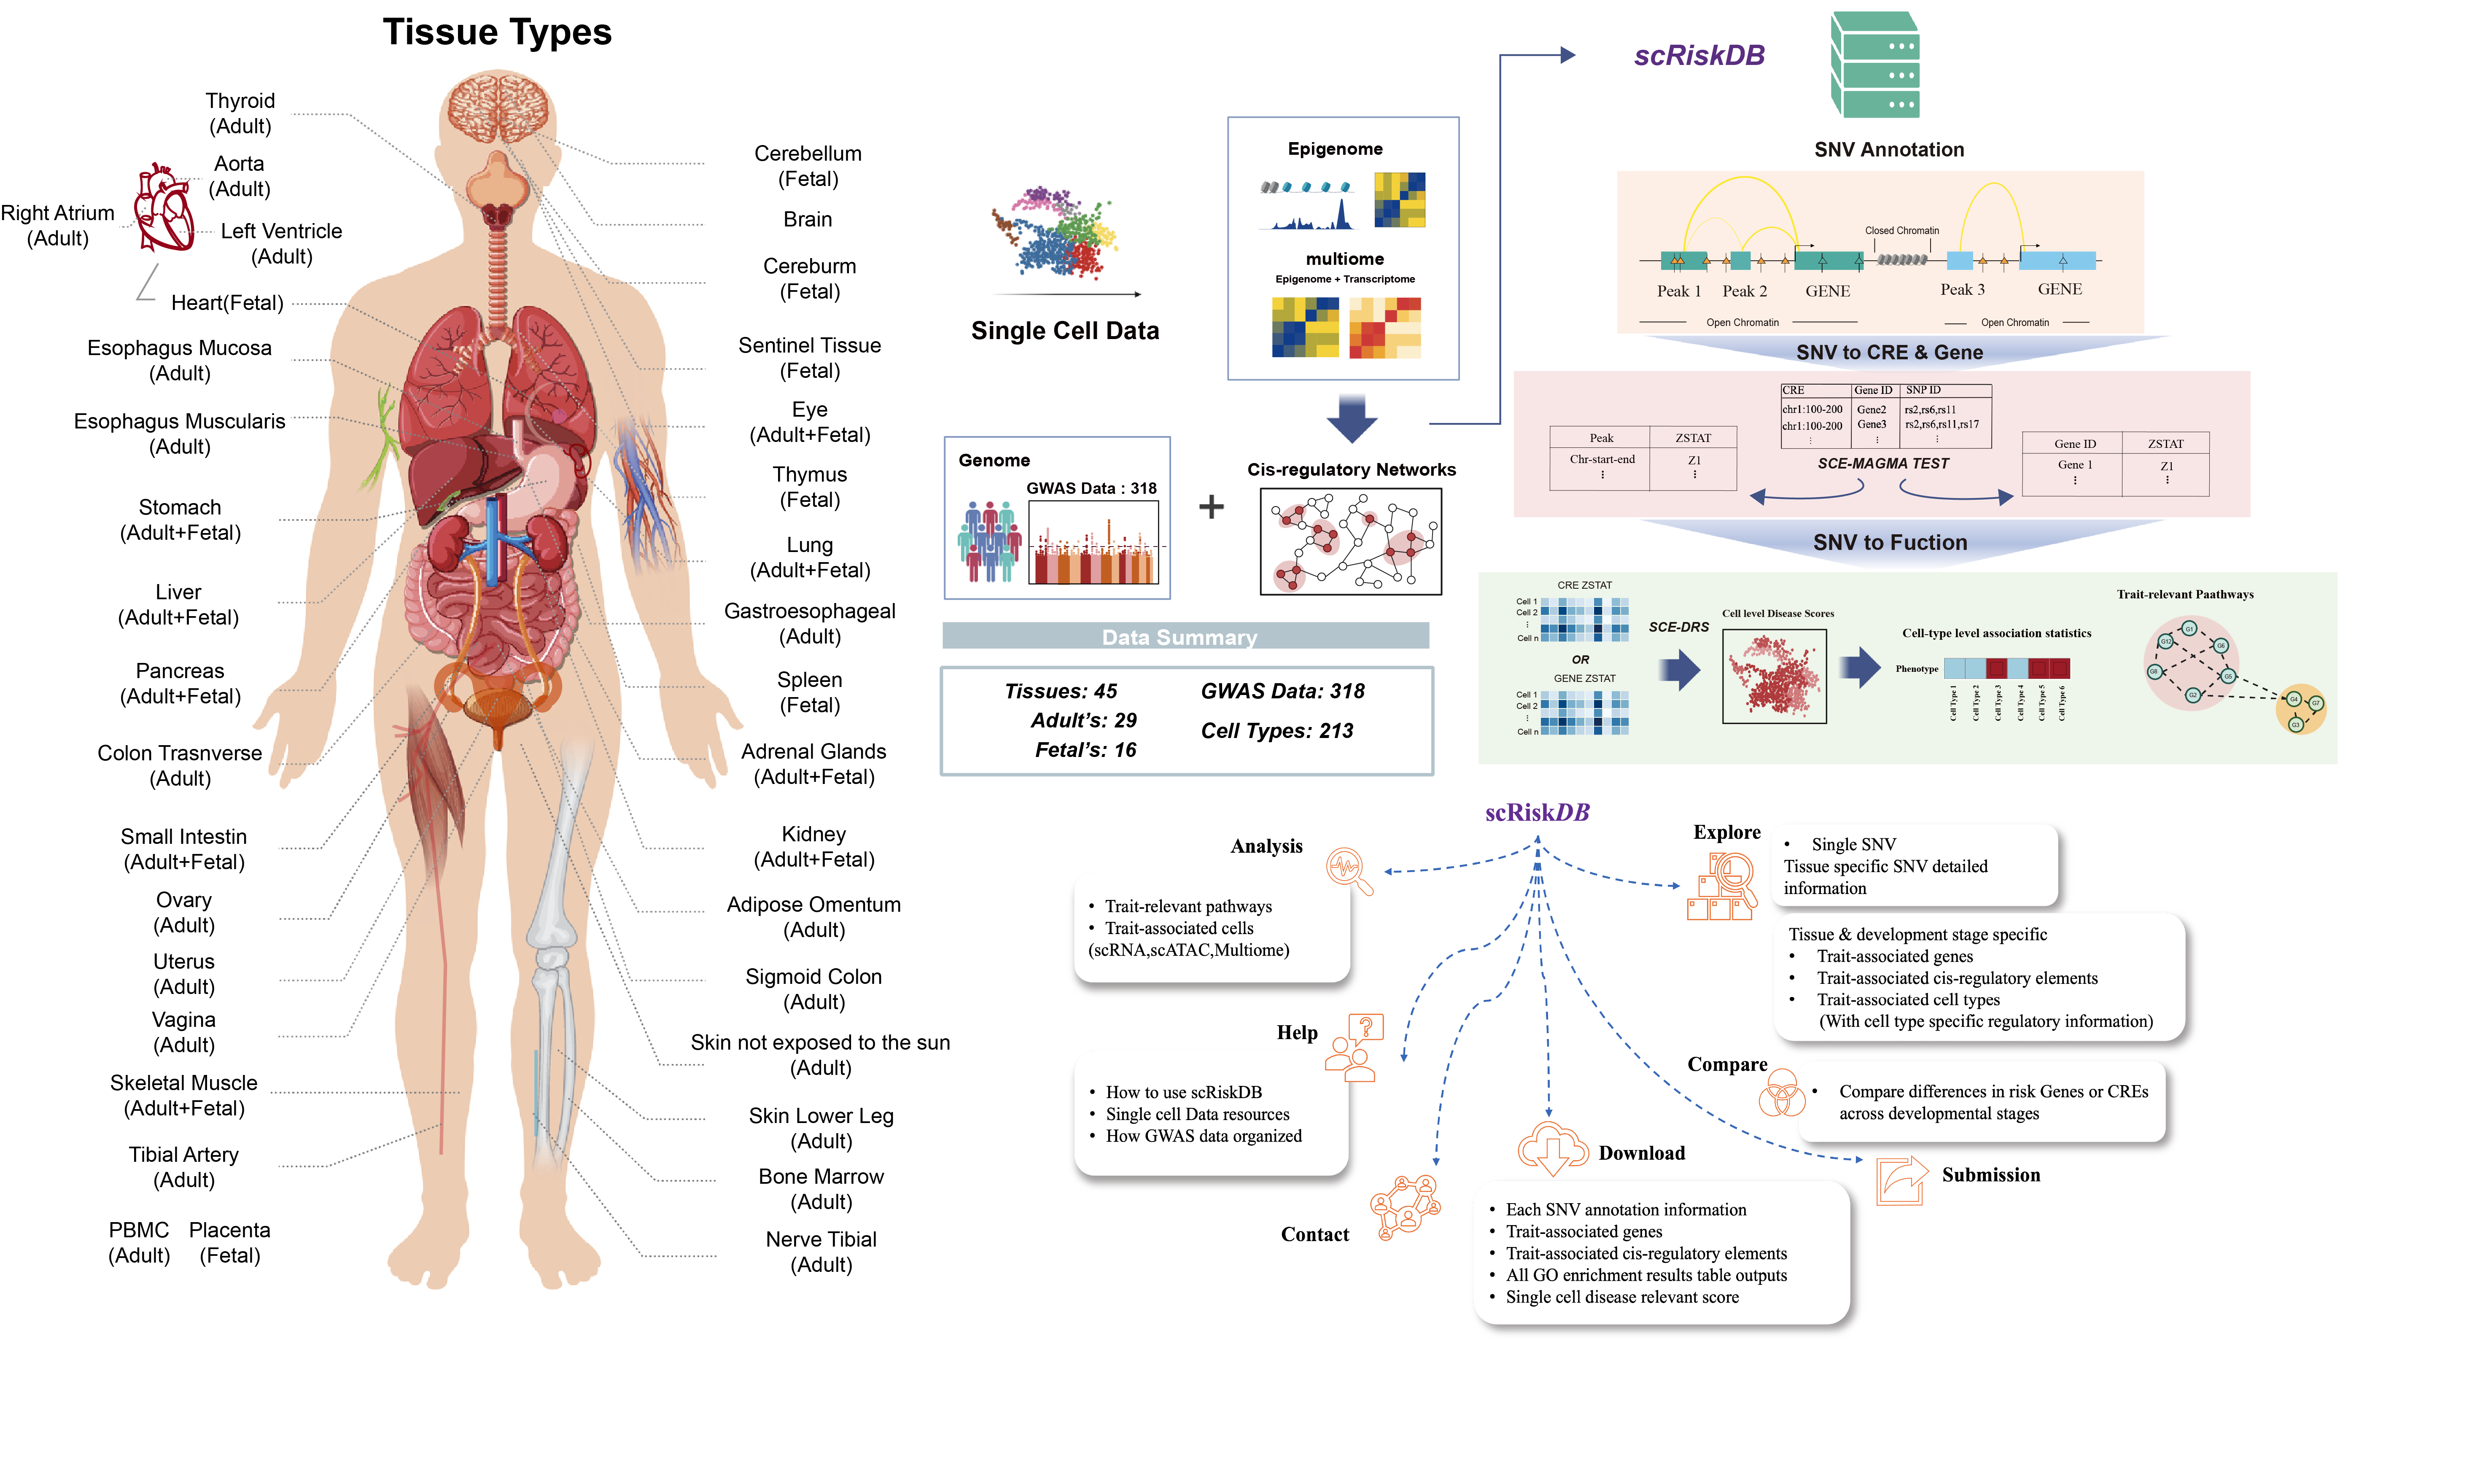 Tissue Types
Thyroid
(Adult)
Aorta
(Adult)
Right Atrium
(Adult)
Left Ventricle
(Adult)
Heart(Fetal)
Esophagus Mucosa
(Adult)
Esophagus Muscularis
(Adult)
Stomach
(Adult+Fetal)
Liver
(Adult+Fetal)
Pancreas
(Adult+Fetal)
Colon Trasnverse
(Adult)
Small Intestin
(Adult+Fetal)
Ovary
(Adult)
Uterus
(Adult)
Vagina
(Adult)
Skeletal Muscle
(Adult+Fetal)
Tibial Artery
(Adult)
PBMC
(Adult)
Placenta
(Fetal)
Cerebellum
(Fetal)
Brain
Cereburm
(Fetal)
Sentinel Tissue
(Fetal)
Eye
(Adult+Fetal)
Thymus
(Fetal)
Lung
(Adult+Fetal)
Gastroesophageal
(Adult)
Spleen
(Fetal)
Adrenal Glands
(Adult+Fetal)
Kidney
(Adult+Fetal)
Adipose Omentum
(Adult)
Sigmoid Colon
(Adult)
Skin not exposed to the sun
(Adult)
Skin Lower Leg
(Adult)
Bone Marrow
(Adult)
Nerve Tibial
(Adult)
Single Cell Data
Epigenome
multiome
Epigenome + Transcriptome
Genome
GWAS Data : 318
+
Cis-regulatory Networks
Data Summary
Tissues: 45
Adult's: 29
Fetal's: 16
GWAS Data: 318
Cell Types: 213
scRiskDB
SNV Annotation
Closed Chromatin
Peak 1
Peak 2
GENE
Peak 3
GENE
Open Chromatin
Open Chromatin
SNV to CRE & Gene
CRE Gene ID SNP ID
chr1:100-200 Gene2 rs2,rs6,rs11
chr1:100-200 Gene3 rs2,rs6,rs11,rs17
⋮ ⋮ ⋮
Peak ZSTAT
Chr-start-end Z1
⋮ ⋮
SCE-MAGMA TEST
Gene ID ZSTAT
Gene 1 Z1
⋮ ⋮
SNV to Fuction
CRE ZSTAT
Cell 1
Cell 2
⋮
Cell n
OR
GENE ZSTAT
Cell 1
Cell 2
⋮
Cell n
SCE-DRS
Cell level Disease Scores
Cell-type level association statistics
Phenotype
Cell Type 1
Cell Type 2
Cell Type 3
Cell Type 4
Cell Type 5
Cell Type 6
Trait-relevant Paathways
G1
G12
G6
G8
G5
G2
G4
G7
G3
scRiskDB
Analysis
• Trait-relevant pathways
• Trait-associated cells
(scRNA,scATAC,Multiome)
Help
• How to use scRiskDB
• Single cell Data resources
• How GWAS data organized
Contact
Download
• Each SNV annotation information
• Trait-associated genes
• Trait-associated cis-regulatory elements
• All GO enrichment results table outputs
• Single cell disease relevant score
Explore
• Single SNV
Tissue specific SNV detailed
information
Tissue & development stage specific
• Trait-associated genes
• Trait-associated cis-regulatory elements
• Trait-associated cell types
(With cell type specific regulatory information)
Compare
• Compare differences in risk Genes or CREs
across developmental stages
Submission